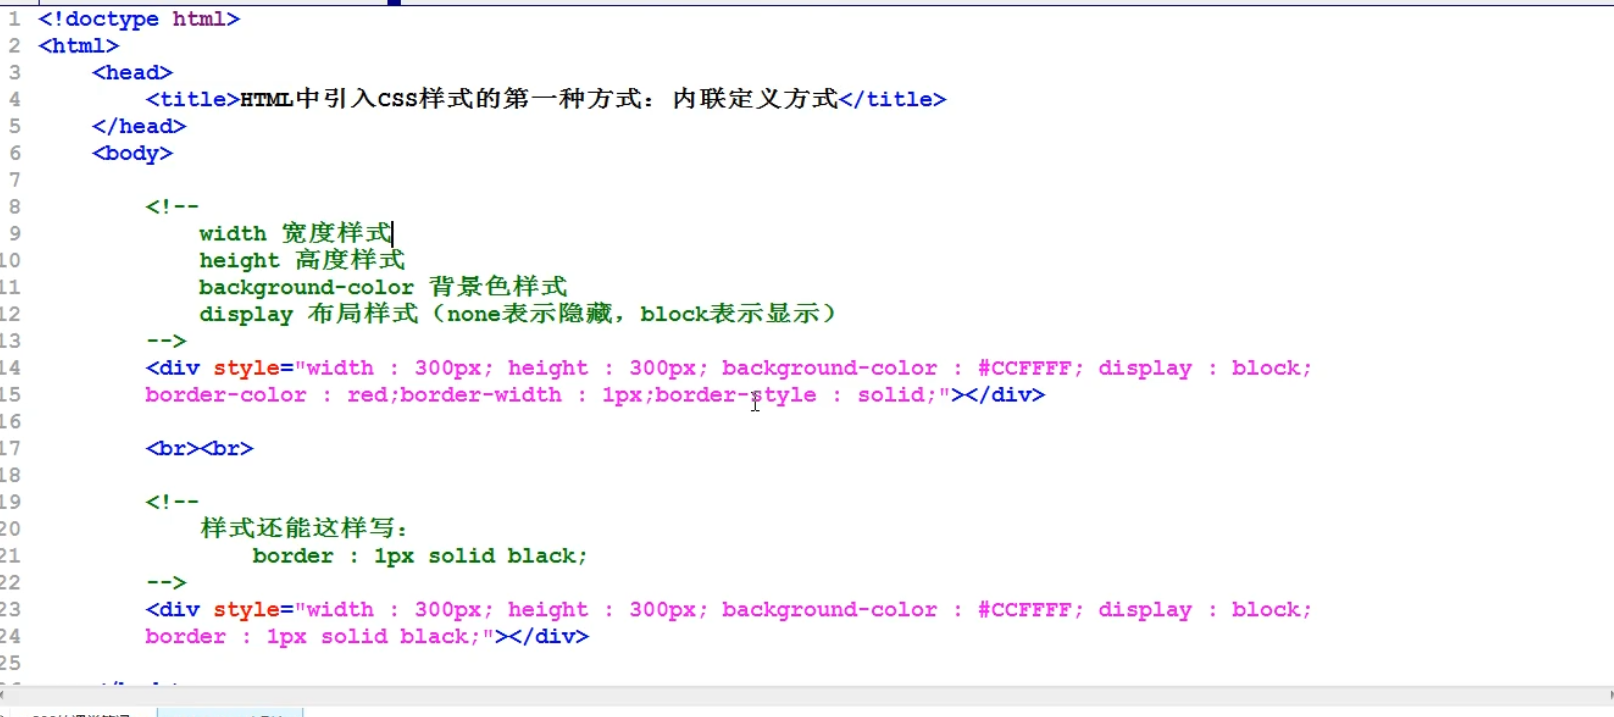 1 <!doctype html>
2 <html>
3 <head>
4 <title>HTML中引入CSS样式的第一种方式：内联定义方式</title>
5 </head>
6 <body>
7
8 <!--
9 width 宽度样式
10 height 高度样式
11 background-color 背景色样式
12 display 布局样式（none表示隐藏，block表示显示）
13 -->
14 <div style="width : 300px; height : 300px; background-color : #CCFFFF; display : block;
15 border-color : red;border-width : 1px;border-style : solid;"></div>
16
17 <br><br>
18
19 <!--
20 样式还能这样写：
21 border : 1px solid black;
22 -->
23 <div style="width : 300px; height : 300px; background-color : #CCFFFF; display : block;
24 border : 1px solid black;"></div>
25